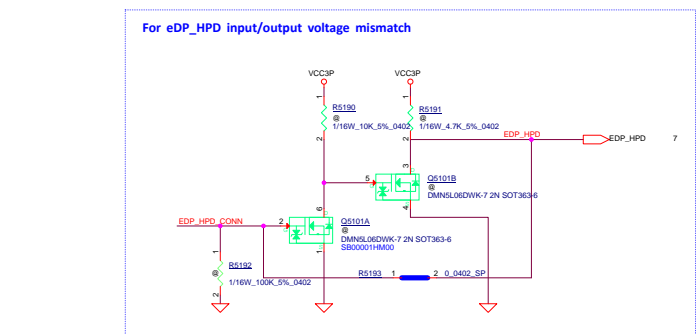 For eDP_HPD input/output voltage mismatch
VCC3P VCC3P
1 R5190 1 R5191
@ @
1/16W_10K_5%_0402 1/16W_4.7K_5%_0402
2 2 EDP_HPD EDP_HPD 7
3
5 Q5101B
@
DMN5L06DWK-7 2N SOT363-6
6 4
EDP_HPD_CONN 2 Q5101A
@
DMN5L06DWK-7 2N SOT363-6
SB00001HM00
1 1
R5192 R5193 1 2 0_0402_SP
@
1/16W_100K_5%_0402
2